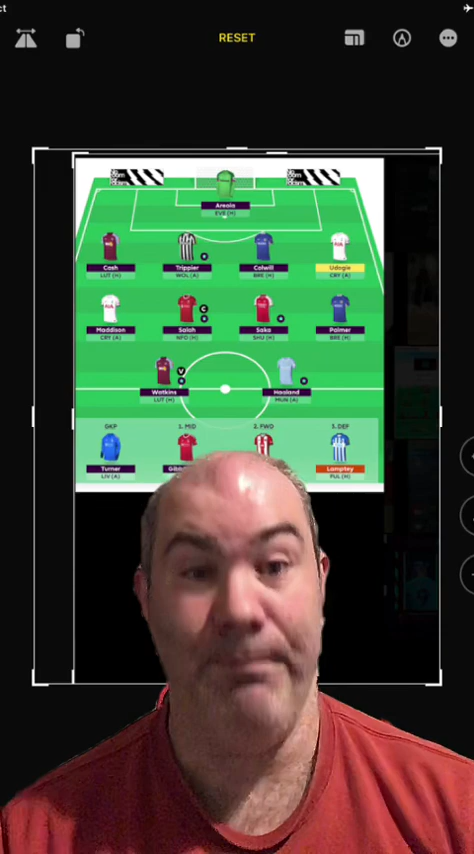 ct
RESET
Areola
EVE (H)
Cash
Trippier
Colwill
Udogie
LUT (H)
WOL (A)
BRE (H)
CRY (A)
Maddison
Salah
Saka
Palmer
CRY (A)
NFO (H)
SHU (H)
BRE (H)
C
V
Watkins
Haaland
LUT (H)
MUN (A)
GKP
1. MID
2. FWD
3. DEF
Turner
Lamptey
LIV (A)
FUL (H)